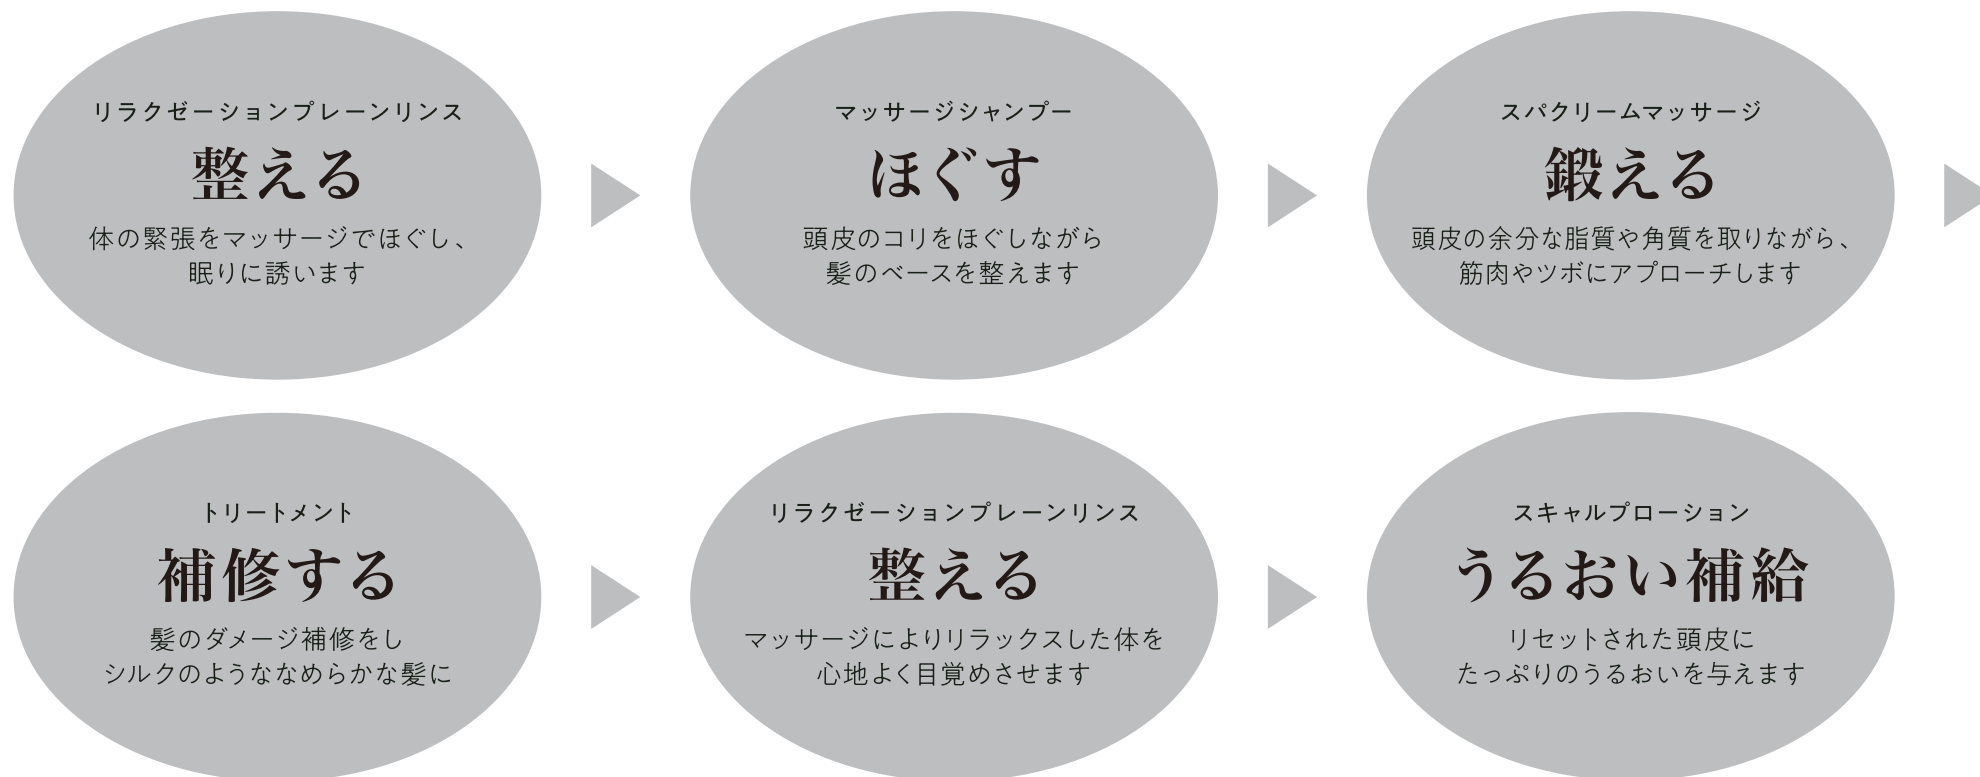 リラクゼーションプレーンリンス
整える
体の緊張をマッサージでほぐし、
眠りに誘います
マッサージシャンプー
ほぐす
頭皮のコリをほぐしながら
髪のベースを整えます
スパクリームマッサージ
鍛える
頭皮の余分な脂質や角質を取りながら、
筋肉やツボにアプローチします
トリートメント
補修する
髪のダメージ補修をし
シルクのようななめらかな髪に
リラクゼーションプレーンリンス
整える
マッサージによりリラックスした体を
心地よく目覚めさせます
スキャルプローション
うるおい補給
リセットされた頭皮に
たっぷりのうるおいを与えます